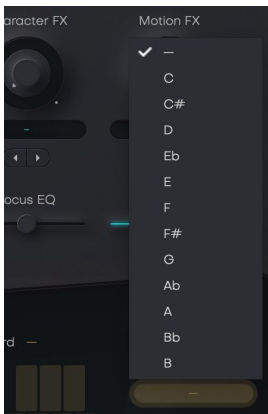 aracter FX
Motion FX
—
C
C#
D
Eb
E
F
F#
G
Ab
A
Bb
B
–
ocus EQ
rd —
—